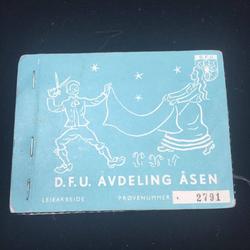 D.F.U.
D.F.U. AVDELING ÅSEN
LEIRARBEIDE PRØVENUMMER 2791